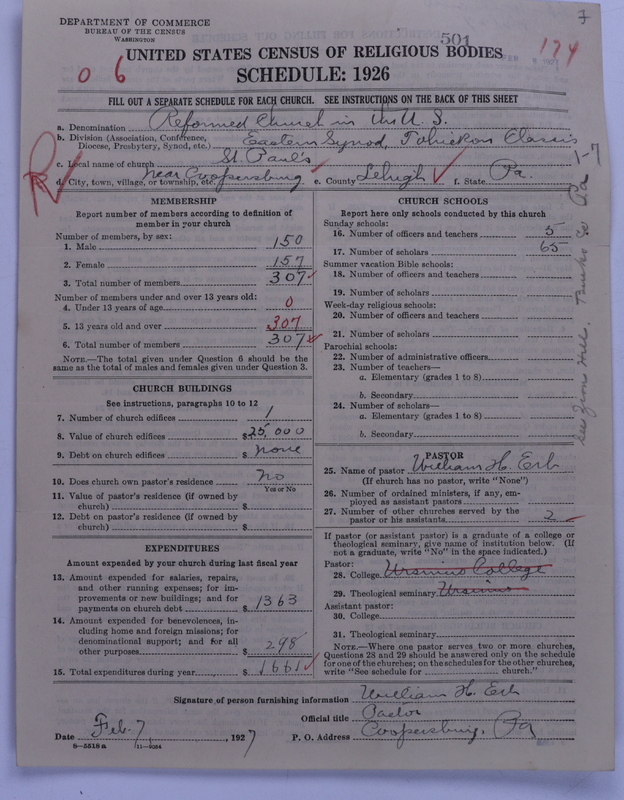 7
DEPARTMENT OF COMMERCE
BUREAU OF THE CENSUS
WASHINGTON
501
174
0 6
UNITED STATES CENSUS OF RELIGIOUS BODIES
SCHEDULE: 1926
FILL OUT A SEPARATE SCHEDULE FOR EACH CHURCH. SEE INSTRUCTIONS ON THE BACK OF THIS SHEET
a. Denomination Reformed Church in the U. S.
b. Division (Association, Conference, Diocese, Presbytery, Synod, etc.) Eastern Synod, Tohickon Classis
c. Local name of church St. Paul's
d. City, town, village, or township, etc. near Coopersburg e. County Lehigh f. State Pa.
MEMBERSHIP
Report number of members according to definition of
member in your church
Number of members, by sex:
1. Male 150
2. Female 157
3. Total number of members 307
Number of members under and over 13 years old:
4. Under 13 years of age 0
5. 13 years old and over 307
6. Total number of members 307
NOTE.—The total given under Question 6 should be the
same as the total of males and females given under Question 3.
CHURCH BUILDINGS
See instructions, paragraphs 10 to 12
7. Number of church edifices 1
8. Value of church edifices $25,000
9. Debt on church edifices $ none
10. Does church own pastor's residence no
Yes or No
11. Value of pastor's residence (if owned by
church) $
12. Debt on pastor's residence (if owned by
church) $
EXPENDITURES
Amount expended by your church during last fiscal year
13. Amount expended for salaries, repairs,
and other running expenses; for im-
provements or new buildings; and for
payments on church debt $ 1363
14. Amount expended for benevolences, in-
cluding home and foreign missions; for
denominational support; and for all
other purposes $ 298
15. Total expenditures during year $ 1661
CHURCH SCHOOLS
Report here only schools conducted by this church
Sunday schools:
16. Number of officers and teachers 5
17. Number of scholars 65
Summer vacation Bible schools:
18. Number of officers and teachers
19. Number of scholars
Week-day religious schools:
20. Number of officers and teachers
21. Number of scholars
Parochial schools:
22. Number of administrative officers
23. Number of teachers—
a. Elementary (grades 1 to 8)
b. Secondary
24. Number of scholars—
a. Elementary (grades 1 to 8)
b. Secondary
PASTOR
25. Name of pastor William H. Erb
(If church has no pastor, write "None")
26. Number of ordained ministers, if any, em-
ployed as assistant pastors
27. Number of other churches served by the
pastor or his assistants 2
If pastor (or assistant pastor) is a graduate of a college or
theological seminary, give name of institution below. (If
not a graduate, write "No" in the space indicated.)
Pastor:
28. College Ursinus College
29. Theological seminary Ursinus
Assistant pastor:
30. College
31. Theological seminary
NOTE.—Where one pastor serves two or more churches,
Questions 28 and 29 should be answered only on the schedule
for one of the churches; on the schedules for the other churches,
write "See schedule for church."
See Zions Hill, Bucks Co Pa 1-7
Signature of person furnishing information William H. Erb
Official title Pastor
Date Feb. 7, 1927 P. O. Address Coopersburg, Pa
8—5518a 11—9084